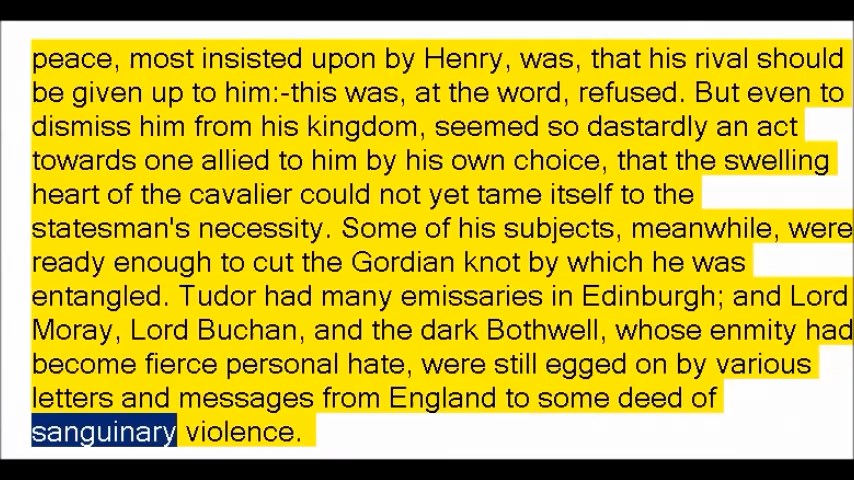 peace, most insisted upon by Henry, was, that his rival should
be given up to him:-this was, at the word, refused. But even to
dismiss him from his kingdom, seemed so dastardly an act
towards one allied to him by his own choice, that the swelling
heart of the cavalier could not yet tame itself to the
statesman's necessity. Some of his subjects, meanwhile, were
ready enough to cut the Gordian knot by which he was
entangled. Tudor had many emissaries in Edinburgh; and Lord
Moray, Lord Buchan, and the dark Bothwell, whose enmity had
become fierce personal hate, were still egged on by various
letters and messages from England to some deed of
sanguinary violence.